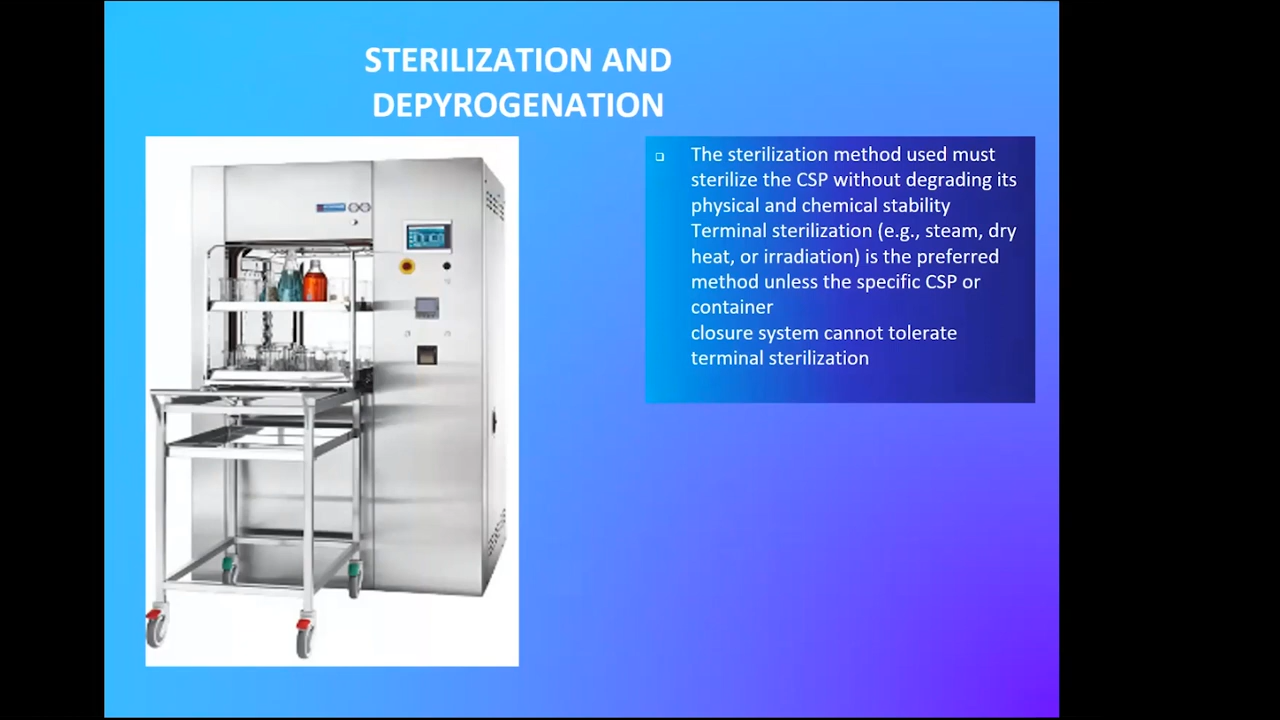 STERILIZATION AND
DEPYROGENATION
The sterilization method used must
sterilize the CSP without degrading its
physical and chemical stability
Terminal sterilization (e.g., steam, dry
heat, or irradiation) is the preferred
method unless the specific CSP or
container
closure system cannot tolerate
terminal sterilization